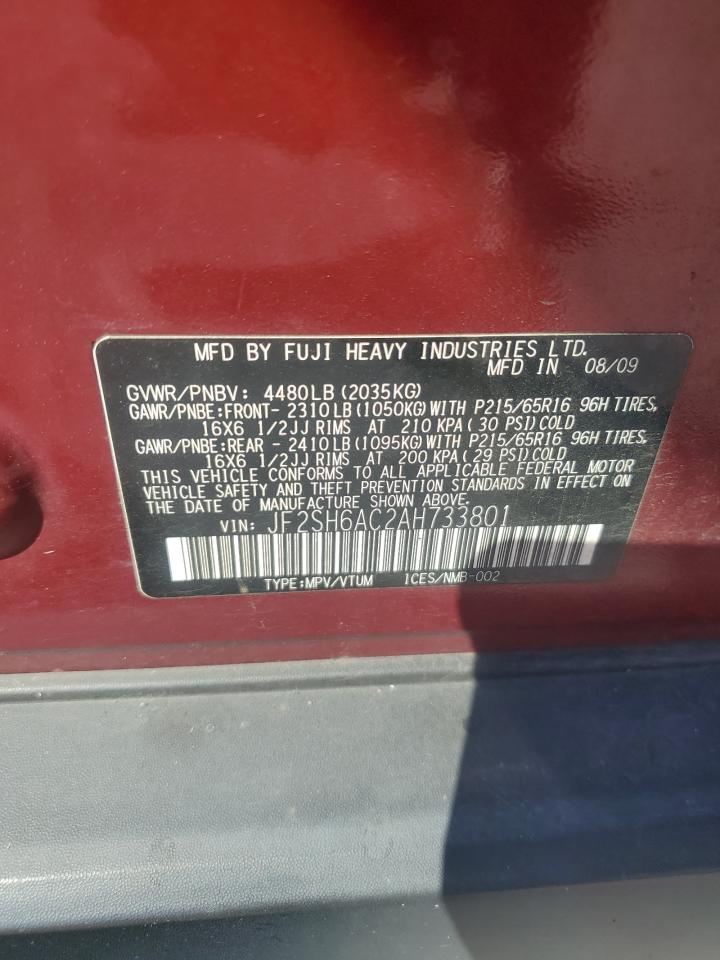 MFD BY FUJI HEAVY INDUSTRIES LTD.
MFD IN 08/09
GVWR/PNBV: 4480LB (2035KG)
GAWR/PNBE:FRONT- 2310LB (1050KG) WITH P215/65R16 96H TIRES,
16X6 1/2JJ RIMS AT 210 KPA ( 30 PSI) COLD
GAWR/PNBE:REAR - 2410LB (1095KG) WITH P215/65R16 96H TIRES,
16X6 1/2JJ RIMS AT 200 KPA ( 29 PSI) COLD
THIS VEHICLE CONFORMS TO ALL APPLICABLE FEDERAL MOTOR
VEHICLE SAFETY AND THEFT PREVENTION STANDARDS IN EFFECT ON
THE DATE OF MANUFACTURE SHOWN ABOVE.
VIN: JF2SH6AC2AH733801
TYPE:MPV/VTUM ICES/NMB-002